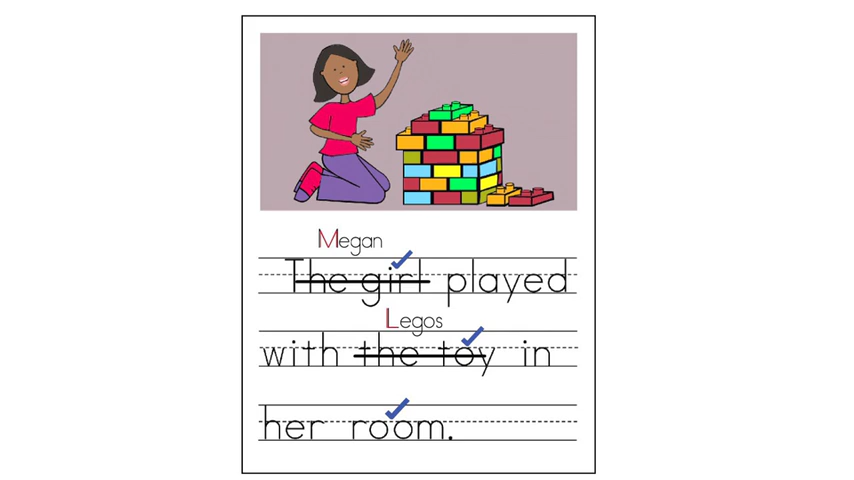 Megan
The girl played
Legos
with the toy in
her room.